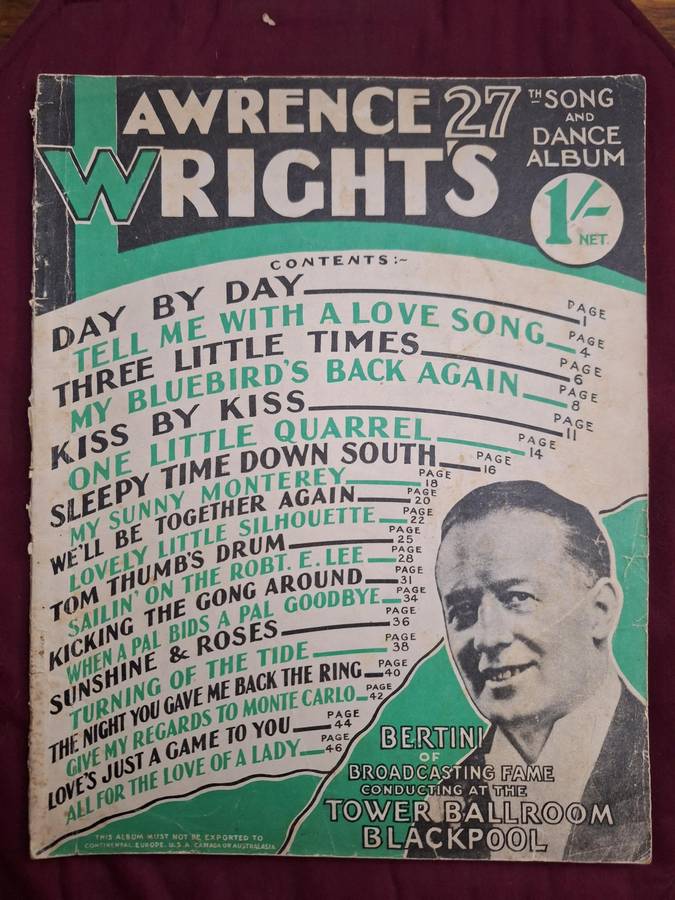 LAWRENCE 27TH SONG
AND
DANCE
ALBUM
WRIGHT'S
1/-
NET.
CONTENTS:~
DAY BY DAY PAGE 1
TELL ME WITH A LOVE SONG PAGE 4
THREE LITTLE TIMES PAGE 6
MY BLUEBIRD'S BACK AGAIN PAGE 8
KISS BY KISS PAGE 11
ONE LITTLE QUARREL PAGE 14
SLEEPY TIME DOWN SOUTH PAGE 16
MY SUNNY MONTEREY PAGE 18
WE'LL BE TOGETHER AGAIN PAGE 20
LOVELY LITTLE SILHOUETTE PAGE 22
TOM THUMB'S DRUM PAGE 25
SAILIN' ON THE ROBT. E. LEE PAGE 28
KICKING THE GONG AROUND PAGE 31
WHEN A PAL BIDS A PAL GOODBYE PAGE 34
SUNSHINE & ROSES PAGE 36
TURNING OF THE TIDE PAGE 38
THE NIGHT YOU GAVE ME BACK THE RING PAGE 40
GIVE MY REGARDS TO MONTE CARLO PAGE 42
LOVE'S JUST A GAME TO YOU PAGE 44
ALL FOR THE LOVE OF A LADY PAGE 46
BERTINI
OF
BROADCASTING FAME
CONDUCTING AT THE
TOWER BALLROOM
BLACKPOOL
THIS ALBUM MUST NOT BE EXPORTED TO
CONTINENTAL EUROPE. U.S.A. CANADA OR AUSTRALASIA